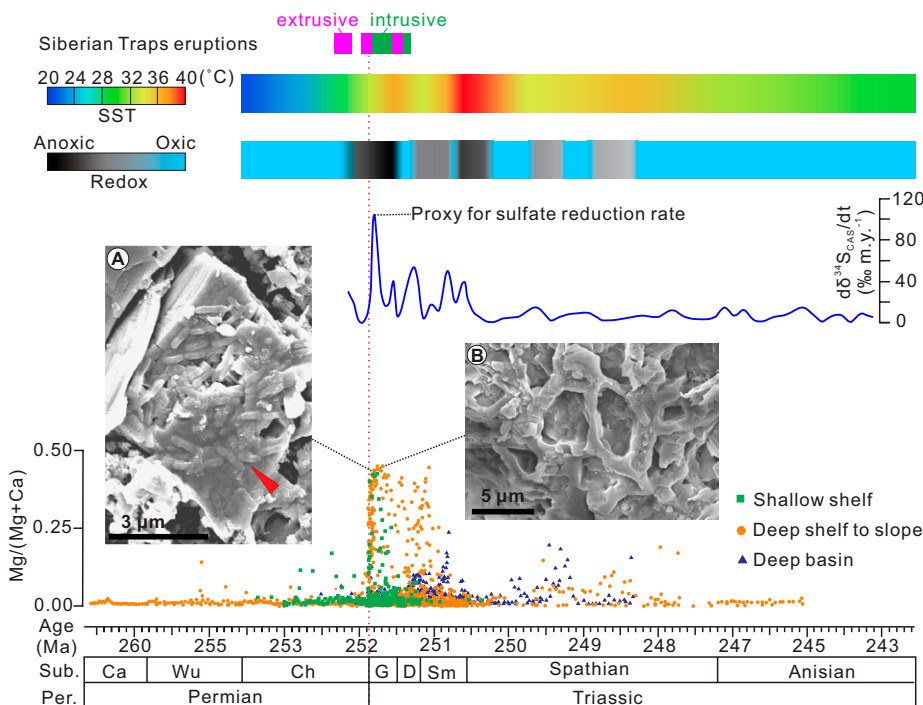 extrusive intrusive
Siberian Traps eruptions
20 24 28 32 36 40(°C)
SST
Anoxic Oxic
Redox
Proxy for sulfate reduction rate
120
80
40
0
dδ³⁴S_CAS/dt
(‰ m.y.⁻¹)
A
3 µm
B
5 µm
0.50
0.25
0.00
Mg/(Mg+Ca)
Shallow shelf
Deep shelf to slope
Deep basin
Age
(Ma) 260 255 253 252 251 250 249 248 247 245 243
Sub. Ca Wu Ch G D Sm Spathian Anisian
Per. Permian Triassic